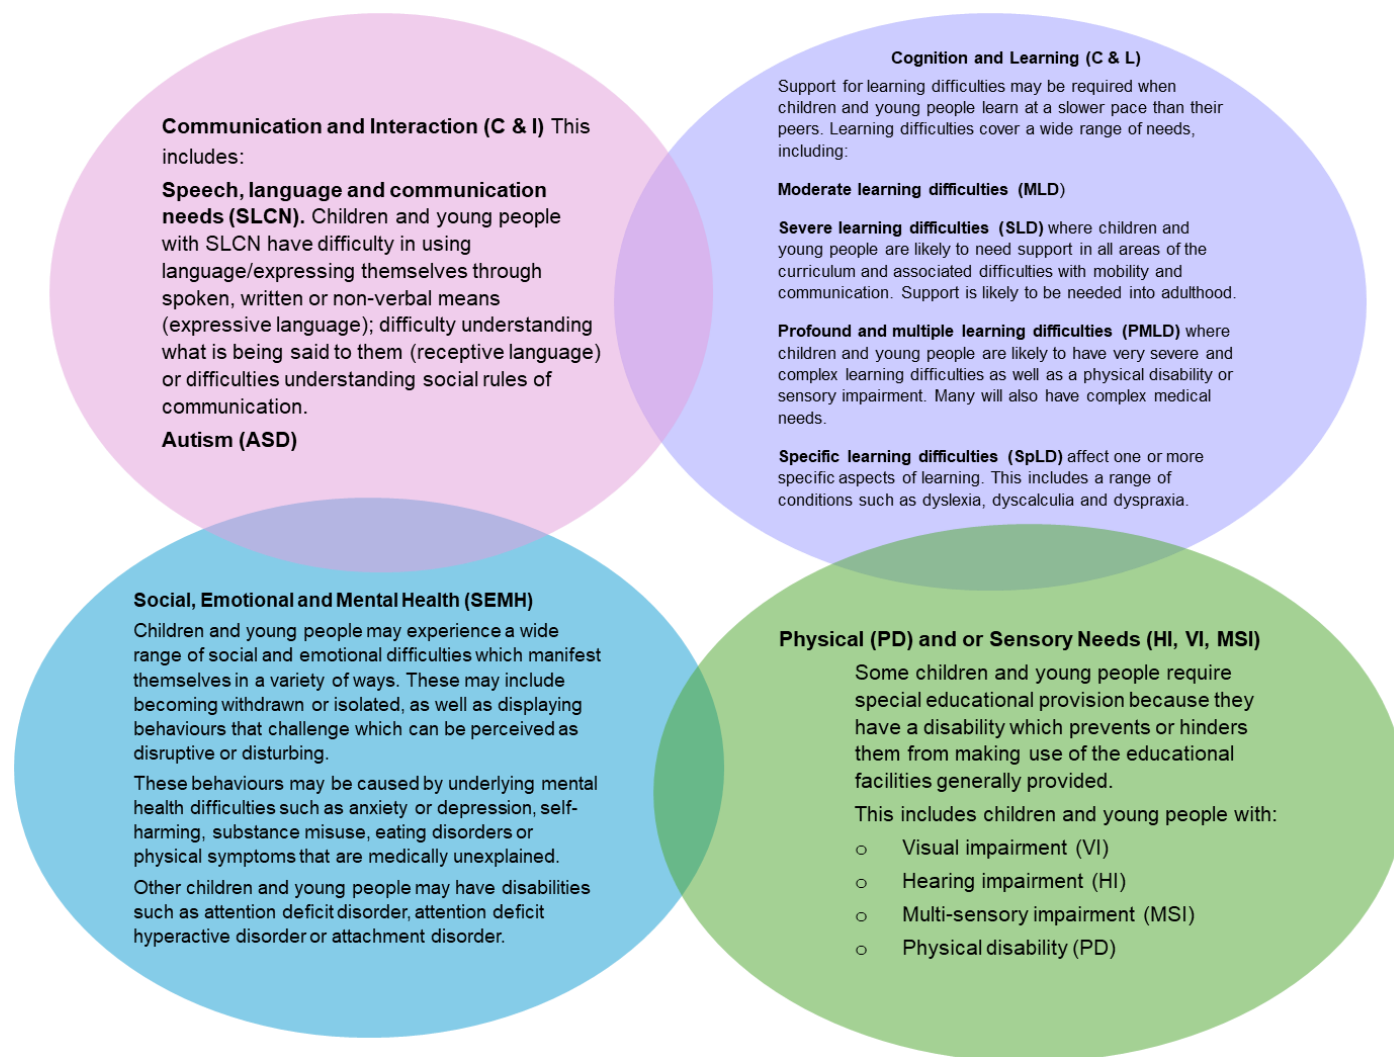 Communication and Interaction (C & I) This
includes:
Speech, language and communication
needs (SLCN). Children and young people
with SLCN have difficulty in using
language/expressing themselves through
spoken, written or non-verbal means
(expressive language); difficulty understanding
what is being said to them (receptive language)
or difficulties understanding social rules of
communication.
Autism (ASD)
Cognition and Learning (C & L)
Support for learning difficulties may be required when
children and young people learn at a slower pace than their
peers. Learning difficulties cover a wide range of needs,
including:
Moderate learning difficulties (MLD)
Severe learning difficulties (SLD) where children and
young people are likely to need support in all areas of the
curriculum and associated difficulties with mobility and
communication. Support is likely to be needed into adulthood.
Profound and multiple learning difficulties (PMLD) where
children and young people are likely to have very severe and
complex learning difficulties as well as a physical disability or
sensory impairment. Many will also have complex medical
needs.
Specific learning difficulties (SpLD) affect one or more
specific aspects of learning. This includes a range of
conditions such as dyslexia, dyscalculia and dyspraxia.
Social, Emotional and Mental Health (SEMH)
Children and young people may experience a wide
range of social and emotional difficulties which manifest
themselves in a variety of ways. These may include
becoming withdrawn or isolated, as well as displaying
behaviours that challenge which can be perceived as
disruptive or disturbing.
These behaviours may be caused by underlying mental
health difficulties such as anxiety or depression, self-
harming, substance misuse, eating disorders or
physical symptoms that are medically unexplained.
Other children and young people may have disabilities
such as attention deficit disorder, attention deficit
hyperactive disorder or attachment disorder.
Physical (PD) and or Sensory Needs (HI, VI, MSI)
Some children and young people require
special educational provision because they
have a disability which prevents or hinders
them from making use of the educational
facilities generally provided.
This includes children and young people with:
o Visual impairment (VI)
o Hearing impairment (HI)
o Multi-sensory impairment (MSI)
o Physical disability (PD)